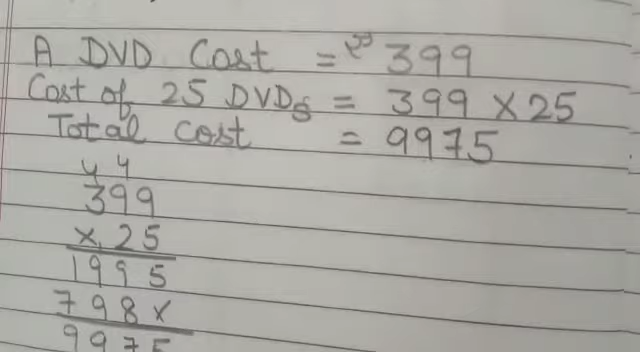 A DVD Cost = ₹ 399
Cost of 25 DVDs = 399 × 25
Total cost = 9975
4 4
399
× 25
1995
798×
9975